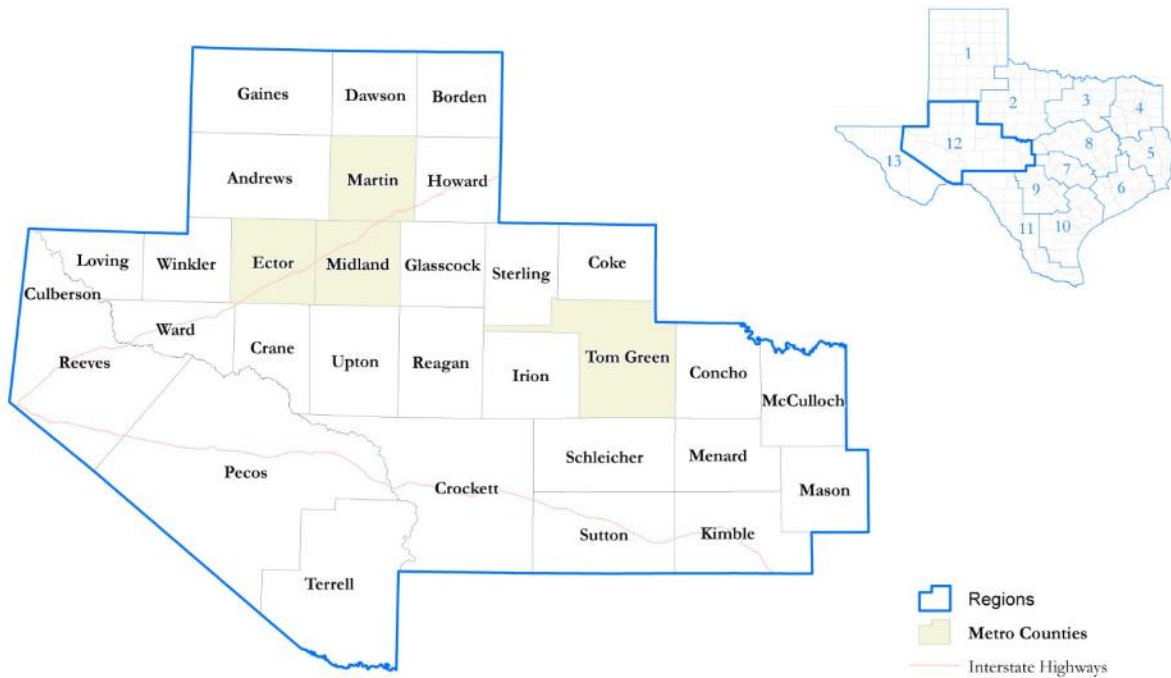 Gaines
Dawson
Borden
Andrews
Martin
Howard
Loving
Winkler
Ector
Midland
Glasscock
Sterling
Coke
Culberson
Ward
Reeves
Crane
Upton
Reagan
Irion
Tom Green
Concho
McCulloch
Pecos
Crockett
Schleicher
Menard
Mason
Sutton
Kimble
Terrell
1
2
3
4
12
8
5
13
7
9
6
11
10
Regions
Metro Counties
Interstate Highways